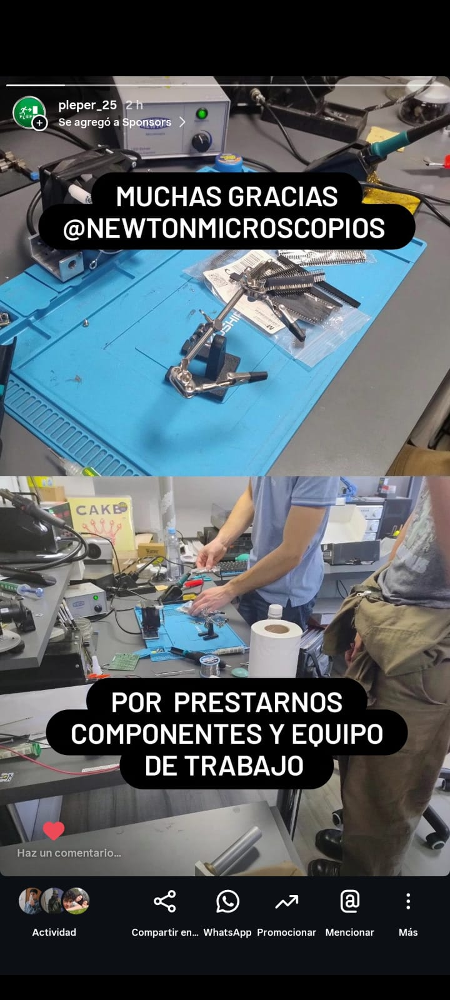 pleper_25 2 h
Se agregó a Sponsors
MUCHAS GRACIAS
@NEWTONMICROSCOPIOS
CAKE
POR PRESTARNOS
COMPONENTES Y EQUIPO
DE TRABAJO
Haz un comentario...
Actividad
Compartir en...
WhatsApp
Promocionar
Mencionar
Más